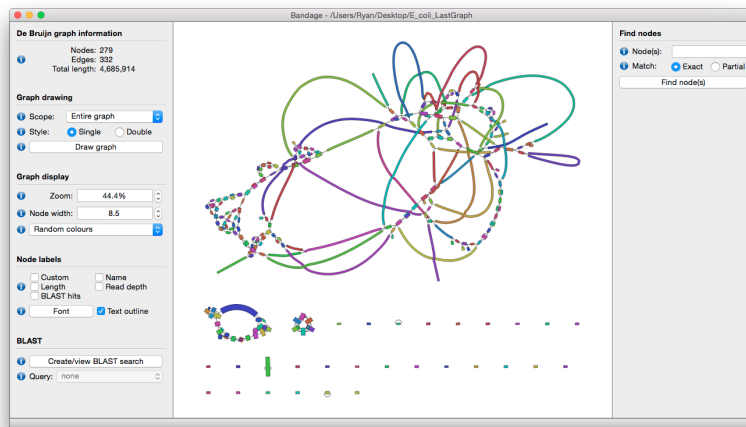 Bandage - /Users/Ryan/Desktop/E_coli_LastGraph
De Bruijn graph information
Nodes: 279
Edges: 332
Total length: 4,685,914
Graph drawing
Scope: Entire graph
Style: Single Double
Draw graph
Graph display
Zoom: 44.4%
Node width: 8.5
Random colours
Node labels
Custom Name
Length Read depth
BLAST hits
Font Text outline
BLAST
Create/view BLAST search
Query: none
Find nodes
Node(s):
Match: Exact Partial
Find node(s)